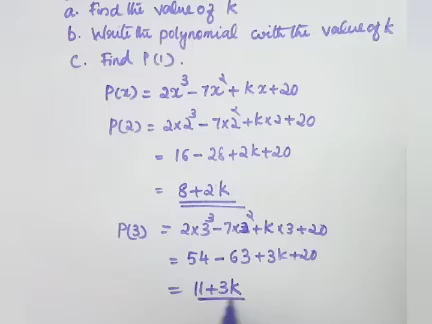 a. Find the value of k
b. Write the polynomial with the value of k
C. Find P(1).
P(x) = 2x³ - 7x² + kx + 20
P(2) = 2×2³ - 7×2² + k×2 + 20
= 16 - 28 + 2k + 20
= 8 + 2k
P(3) = 2×3³ - 7×3² + k×3 + 20
= 54 - 63 + 3k + 20
= 11 + 3k